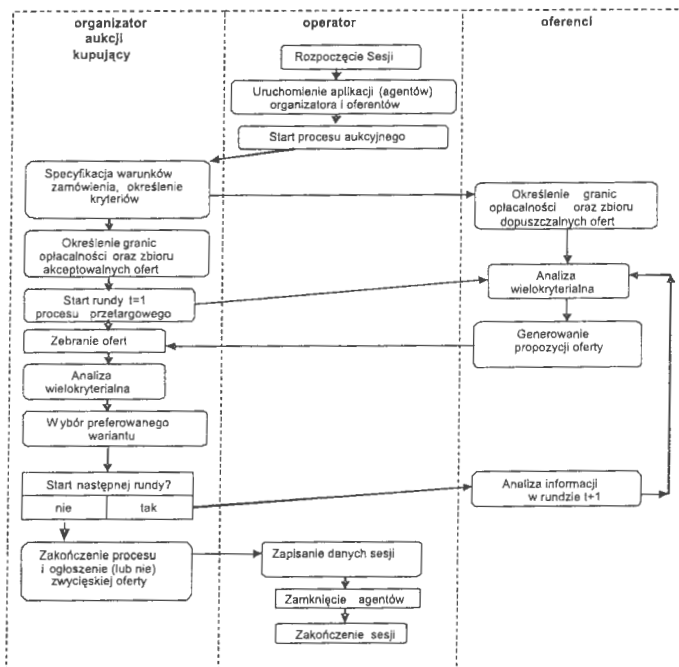 organizator
aukcji
kupujący
operator
oferenci
Rozpoczęcie Sesji
Uruchomienie aplikacji (agentów)
organizatora i oferentów
Start procesu aukcyjnego
Specyfikacja warunków
zamówienia, określenie
kryteriów
Określenie granic
opłacalności oraz zbioru
dopuszczalnych ofert
Określenie granic
opłacalności oraz zbioru
akceptowalnych ofert
Analiza
wielokryterialna
Start rundy t=1
procesu przetargowego
Generowanie
propozycji oferty
Zebranie ofert
Analiza
wielokryterialna
Wybór preferowanego
wariantu
Start następnej rundy?
nie
tak
Analiza informacji
w rundzie t+1
Zakończenie procesu
i ogłoszenie (lub nie)
zwycięskiej oferty
Zapisanie danych sesji
Zamknięcie agentów
Zakończenie sesji